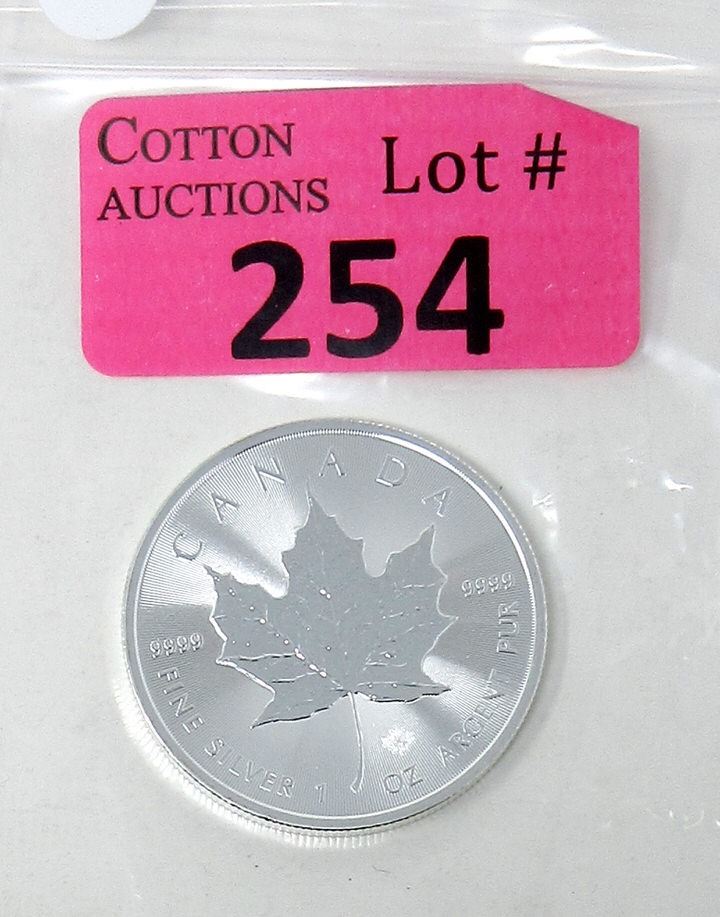 COTTON
AUCTIONS
Lot #
254
CANADA
9999
9999
FINE SILVER 1 OZ ARGENT PUR